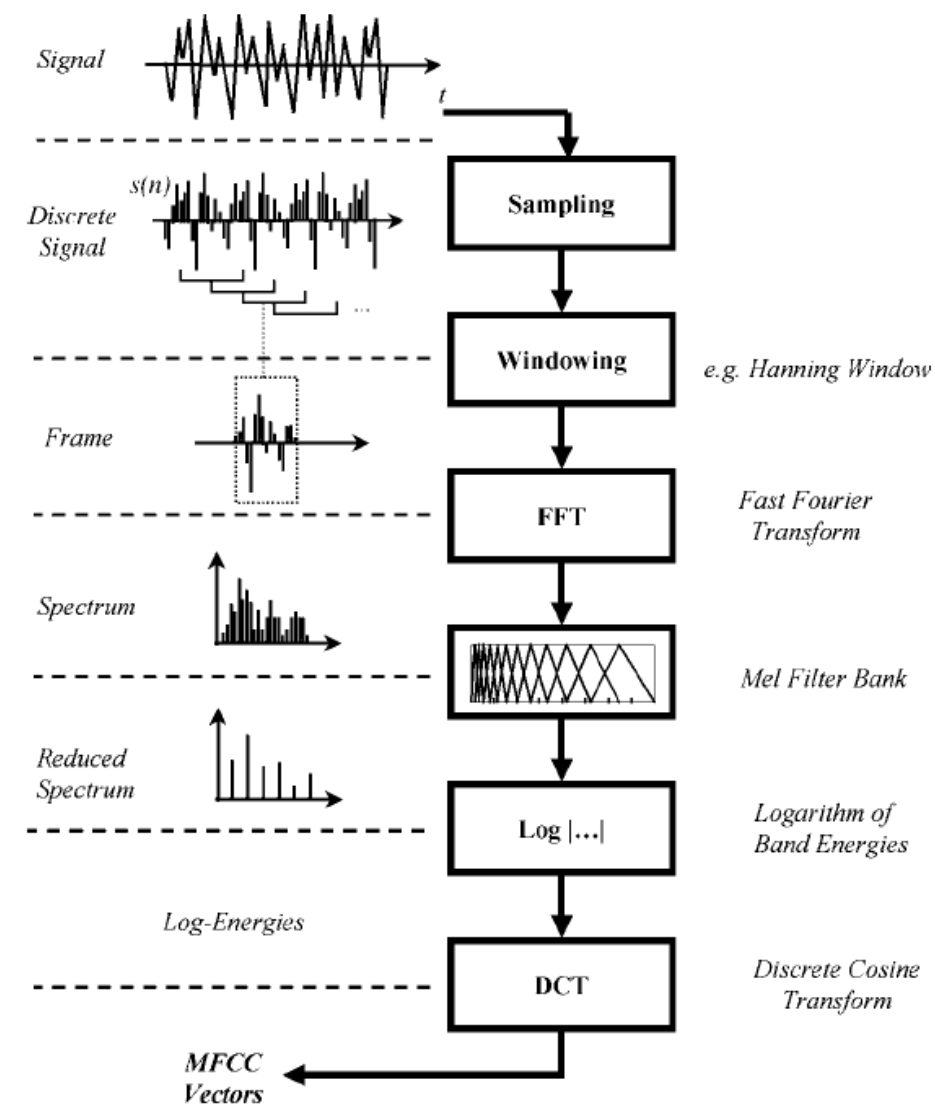 Signal
t
s(n)
Sampling
Discrete
Signal
...
Windowing
e.g. Hanning Window
Frame
FFT
Fast Fourier
Transform
Spectrum
Mel Filter Bank
Reduced
Spectrum
Log |...|
Logarithm of
Band Energies
Log-Energies
DCT
Discrete Cosine
Transform
MFCC
Vectors